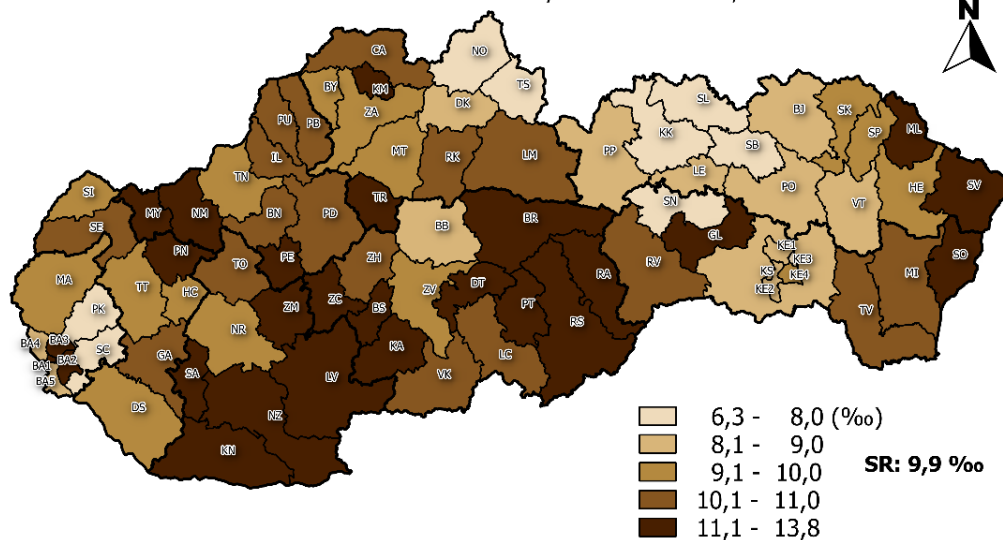 N
CA
NO
TS
BY
KM
DK
SL
BJ
SK
PU
PB
ZA
SP
ML
KK
SB
IL
MT
RK
LM
PP
LE
PO
HE
SV
TN
SI
MY
NM
BN
PD
TR
SN
VT
SE
BB
BR
GL
PN
TO
PE
ZH
RV
KE1
KE3
SO
MA
TT
HC
ZV
DT
RA
KS
KE4
KE2
MI
PK
ZM
ZC
BS
PT
TV
NR
RS
BA4
BA3
SC
GA
KA
LC
BA1
BA2
SA
LV
VK
BA5
DS
NZ
KN
6,3 - 8,0 (‰)
8,1 - 9,0
9,1 - 10,0
SR: 9,9 ‰
10,1 - 11,0
11,1 - 13,8